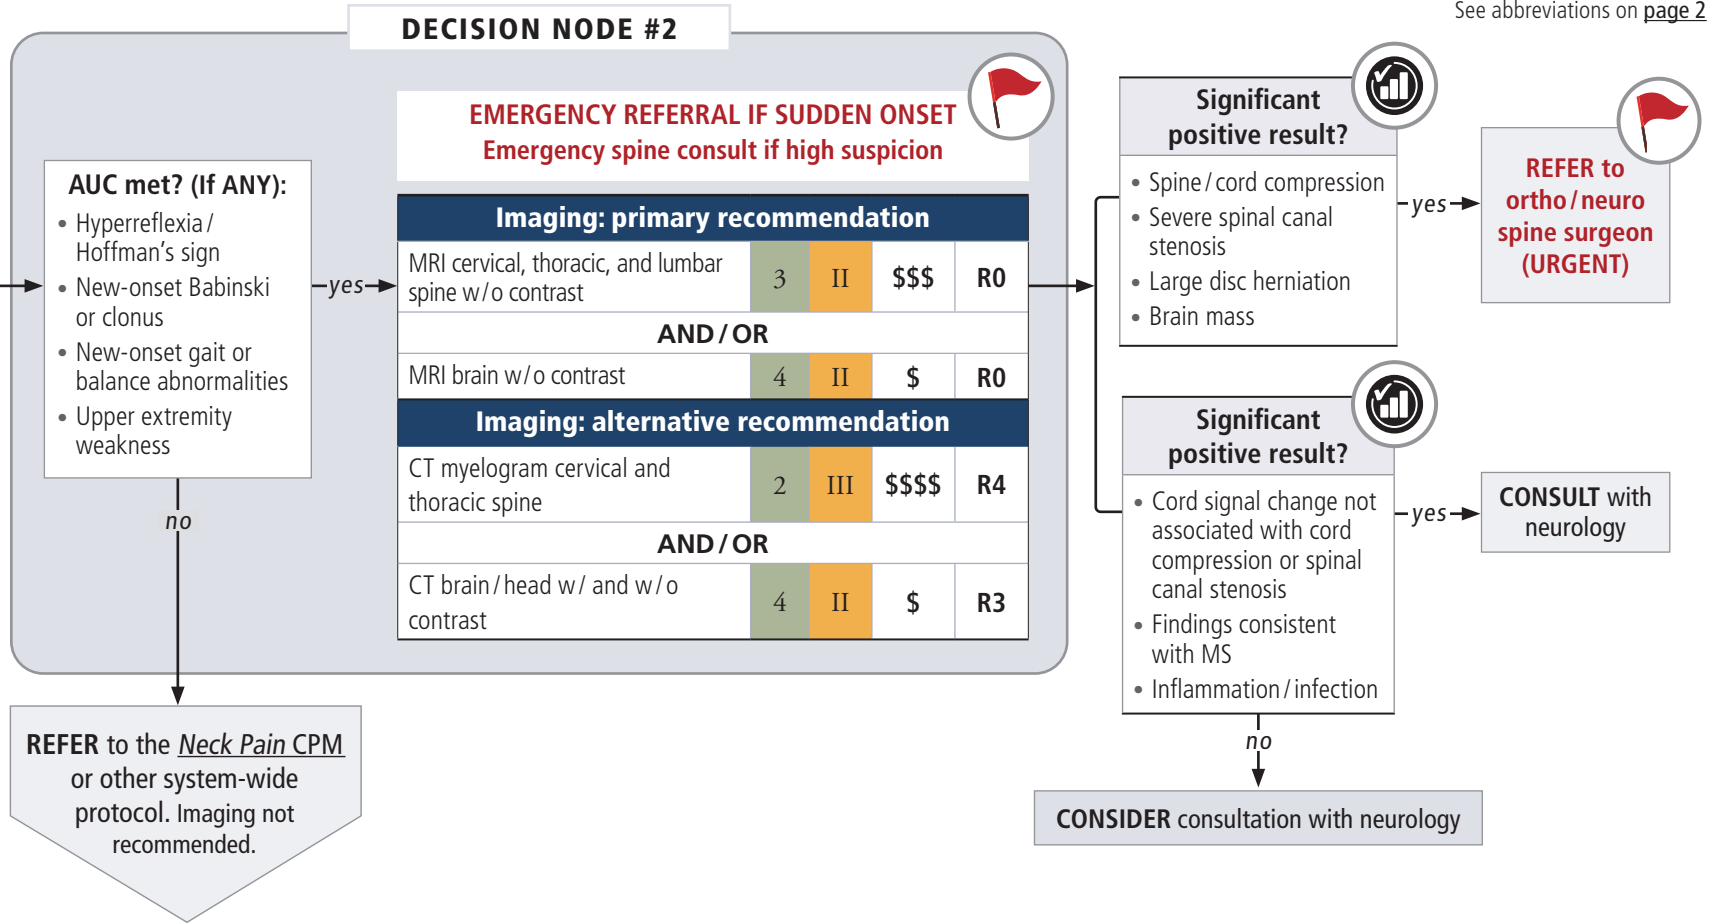 See abbreviations on page 2
DECISION NODE #2
AUC met? (If ANY):
• Hyperreflexia / Hoffman's sign
• New-onset Babinski or clonus
• New-onset gait or balance abnormalities
• Upper extremity weakness
yes
no
REFER to the Neck Pain CPM
or other system-wide
protocol. Imaging not
recommended.
EMERGENCY REFERRAL IF SUDDEN ONSET
Emergency spine consult if high suspicion
Imaging: primary recommendation
MRI cervical, thoracic, and lumbar spine w/o contrast 3 II $$$ R0
AND / OR
MRI brain w/o contrast 4 II $ R0
Imaging: alternative recommendation
CT myelogram cervical and thoracic spine 2 III $$$$ R4
AND / OR
CT brain / head w/ and w/o contrast 4 II $ R3
Significant
positive result?
• Spine / cord compression
• Severe spinal canal
stenosis
• Large disc herniation
• Brain mass
yes
REFER to
ortho / neuro
spine surgeon
(URGENT)
Significant
positive result?
• Cord signal change not
associated with cord
compression or spinal
canal stenosis
• Findings consistent
with MS
• Inflammation / infection
yes
CONSULT with
neurology
no
CONSIDER consultation with neurology